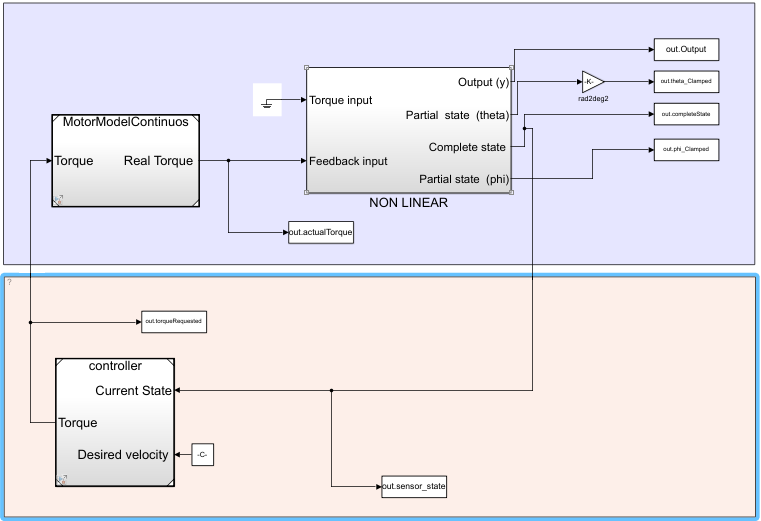 out.Output
Output (y)
MotorModelContinuos
Torque
Real Torque
Torque input
Feedback input
Partial state (theta)
Complete state
Partial state (phi)
NON LINEAR
-K-
rad2deg2
out.theta_Clamped
out.completeState
out.phi_Clamped
out.actualTorque
?
out.torqueRequested
controller
Current State
Torque
Desired velocity
-C-
out.sensor_state